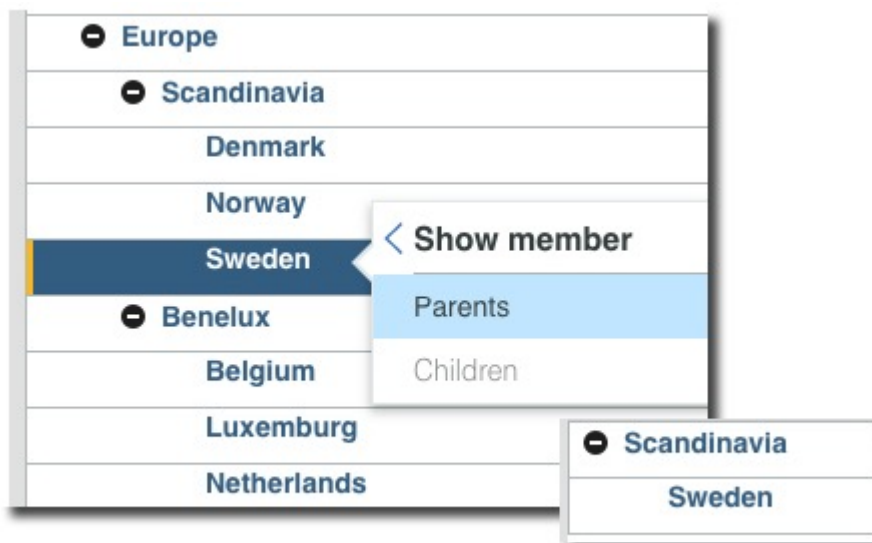 Europe
Scandinavia
Denmark
Norway
Sweden
Benelux
Belgium
Luxemburg
Netherlands
Show member
Parents
Children
Scandinavia
Sweden